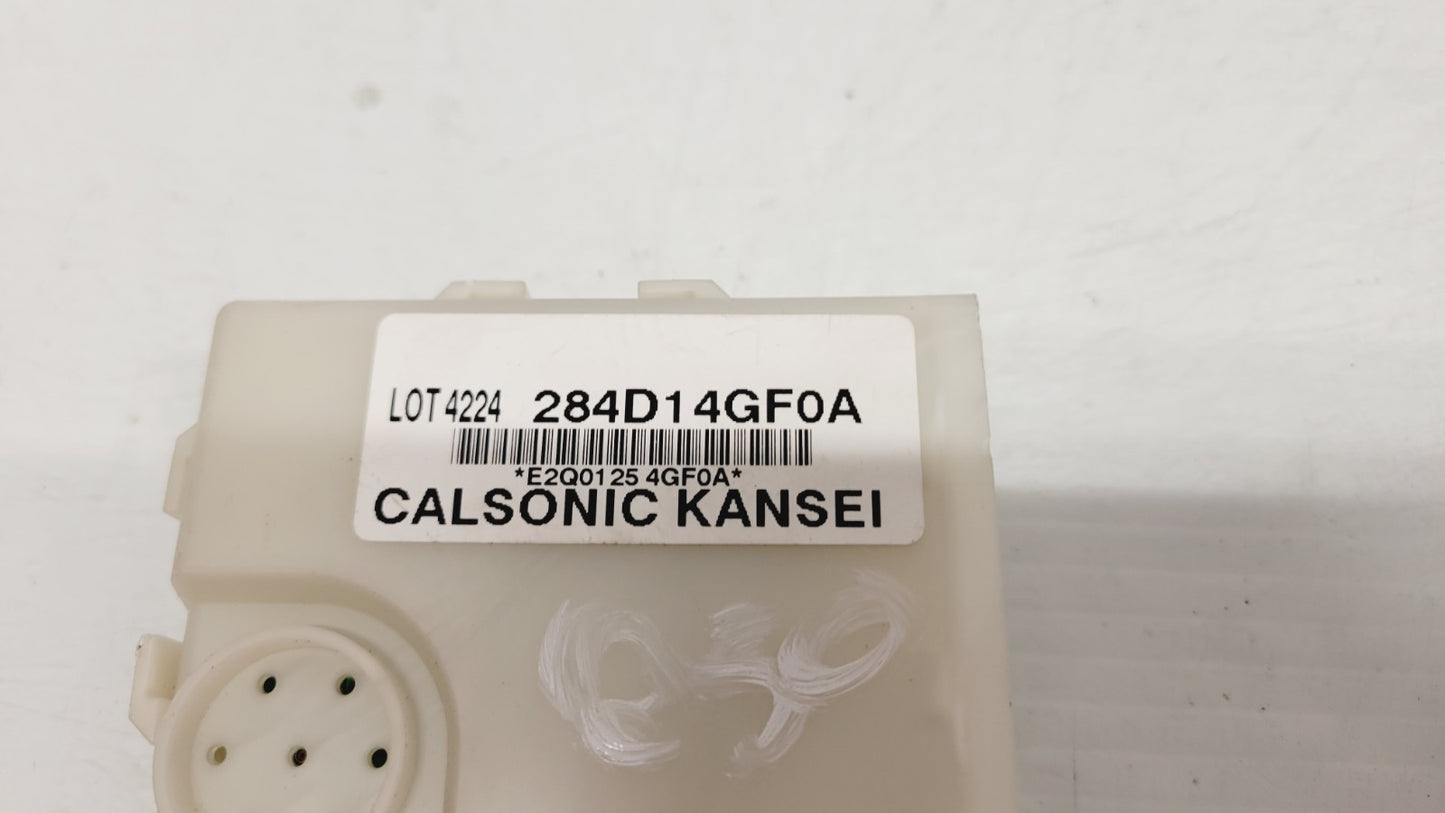 LOT 4224 284D14GF0A
*E2Q0125 4GF0A*
CALSONIC KANSEI